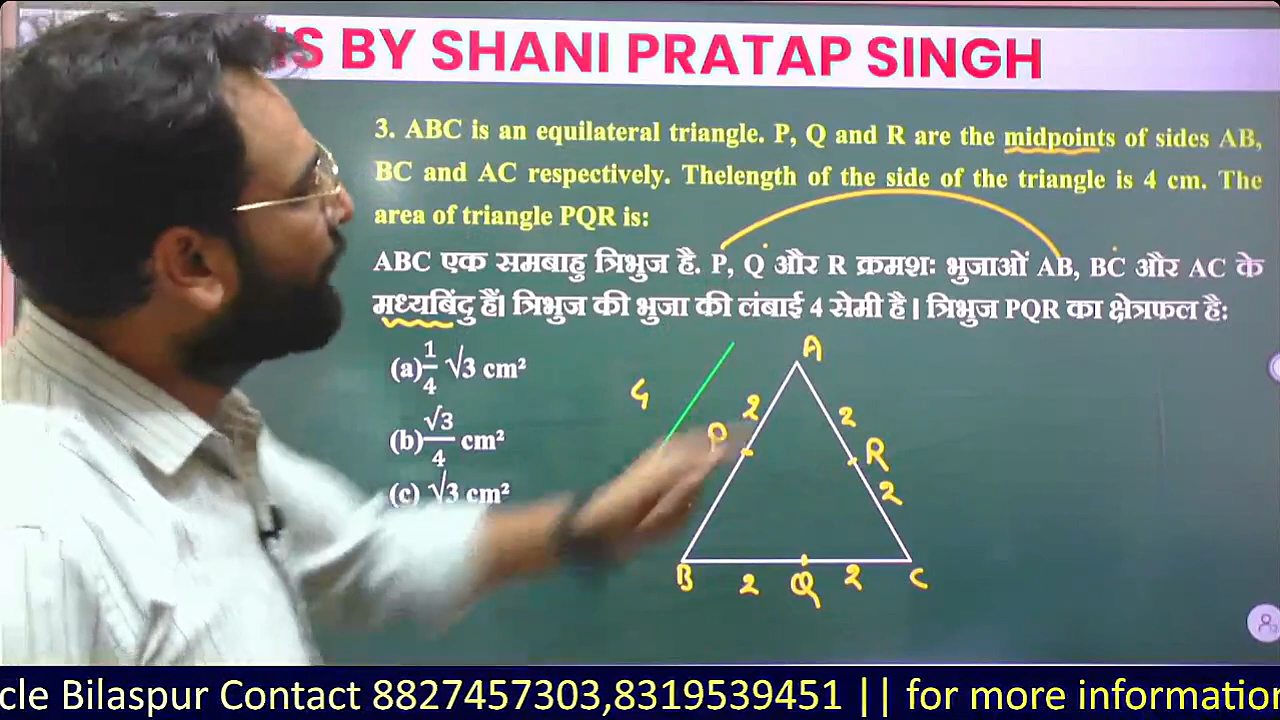 BY SHANI PRATAP SINGH
3. ABC is an equilateral triangle. P, Q and R are the midpoints of sides AB,
BC and AC respectively. Thelength of the side of the triangle is 4 cm. The
area of triangle PQR is:
ABC एक समबाहु त्रिभुज है. P, Q और R क्रमशः भुजाओं AB, BC और AC के
मध्यबिंदु हैं। त्रिभुज की भुजा की लंबाई 4 सेमी है। त्रिभुज PQR का क्षेत्रफल है:
(a) 1/4 √3 cm²
(b) √3/4 cm²
(c) √3 cm²
A
4
2
2
P
R
2
B
2
Q
2
C
cle Bilaspur Contact 8827457303,8319539451 || for more information